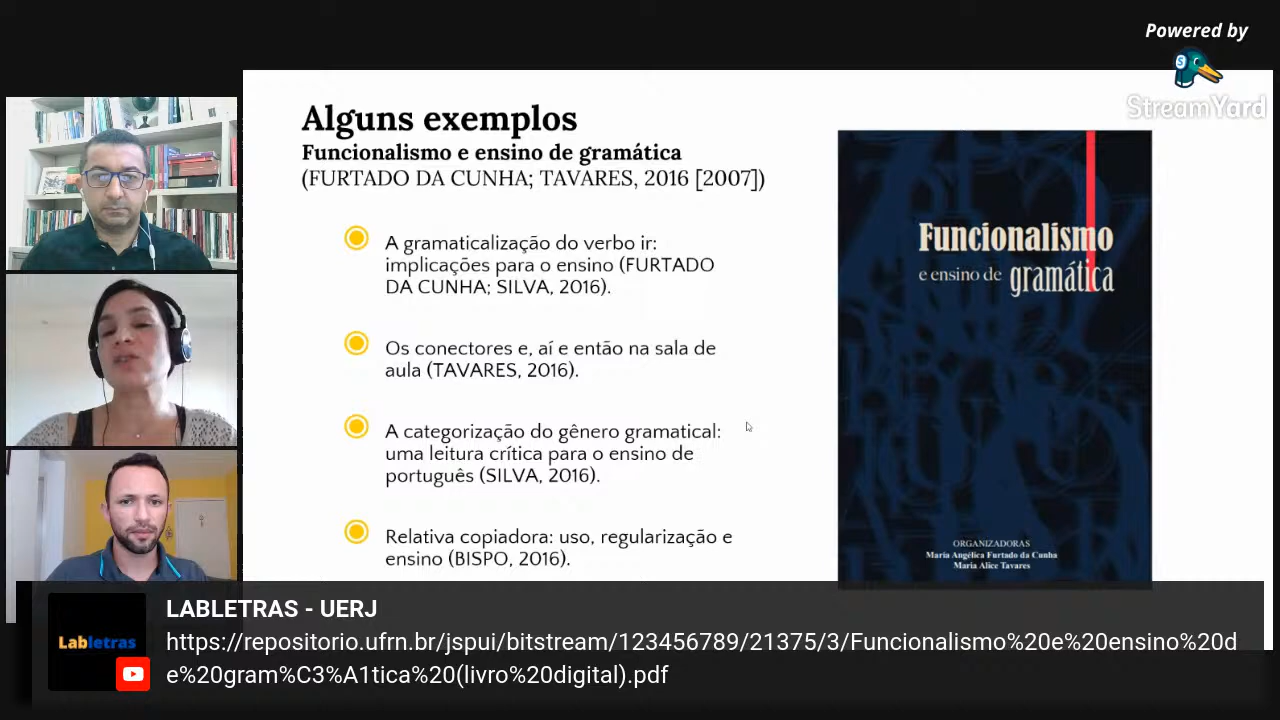 Powered by
StreamYard
Alguns exemplos
Funcionalismo e ensino de gramática
(FURTADO DA CUNHA; TAVARES, 2016 [2007])
A gramaticalização do verbo ir:
implicações para o ensino (FURTADO
DA CUNHA; SILVA, 2016).
Os conectores e, aí e então na sala de
aula (TAVARES, 2016).
A categorização do gênero gramatical:
uma leitura crítica para o ensino de
português (SILVA, 2016).
Relativa copiadora: uso, regularização e
ensino (BISPO, 2016).
Funcionalismo
e ensino de gramática
ORGANIZADORAS
Maria Angélica Furtado da Cunha
Maria Alice Tavares
Labletras
LABLETRAS - UERJ
https://repositorio.ufrn.br/jspui/bitstream/123456789/21375/3/Funcionalismo%20e%20ensino%20d
e%20gram%C3%A1tica%20(livro%20digital).pdf